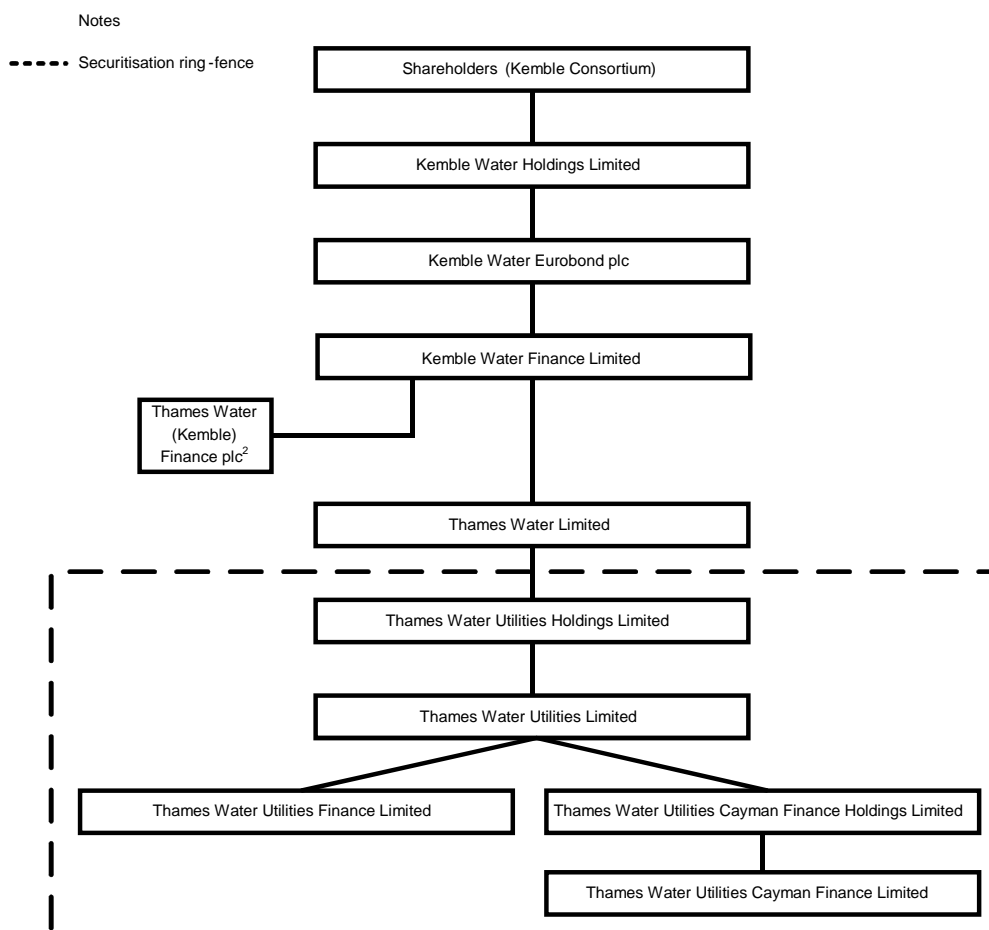 Notes
Securitisation ring-fence
Shareholders (Kemble Consortium)
Kemble Water Holdings Limited
Kemble Water Eurobond plc
Kemble Water Finance Limited
Thames Water
(Kemble)
Finance plc²
Thames Water Limited
Thames Water Utilities Holdings Limited
Thames Water Utilities Limited
Thames Water Utilities Finance Limited
Thames Water Utilities Cayman Finance Holdings Limited
Thames Water Utilities Cayman Finance Limited